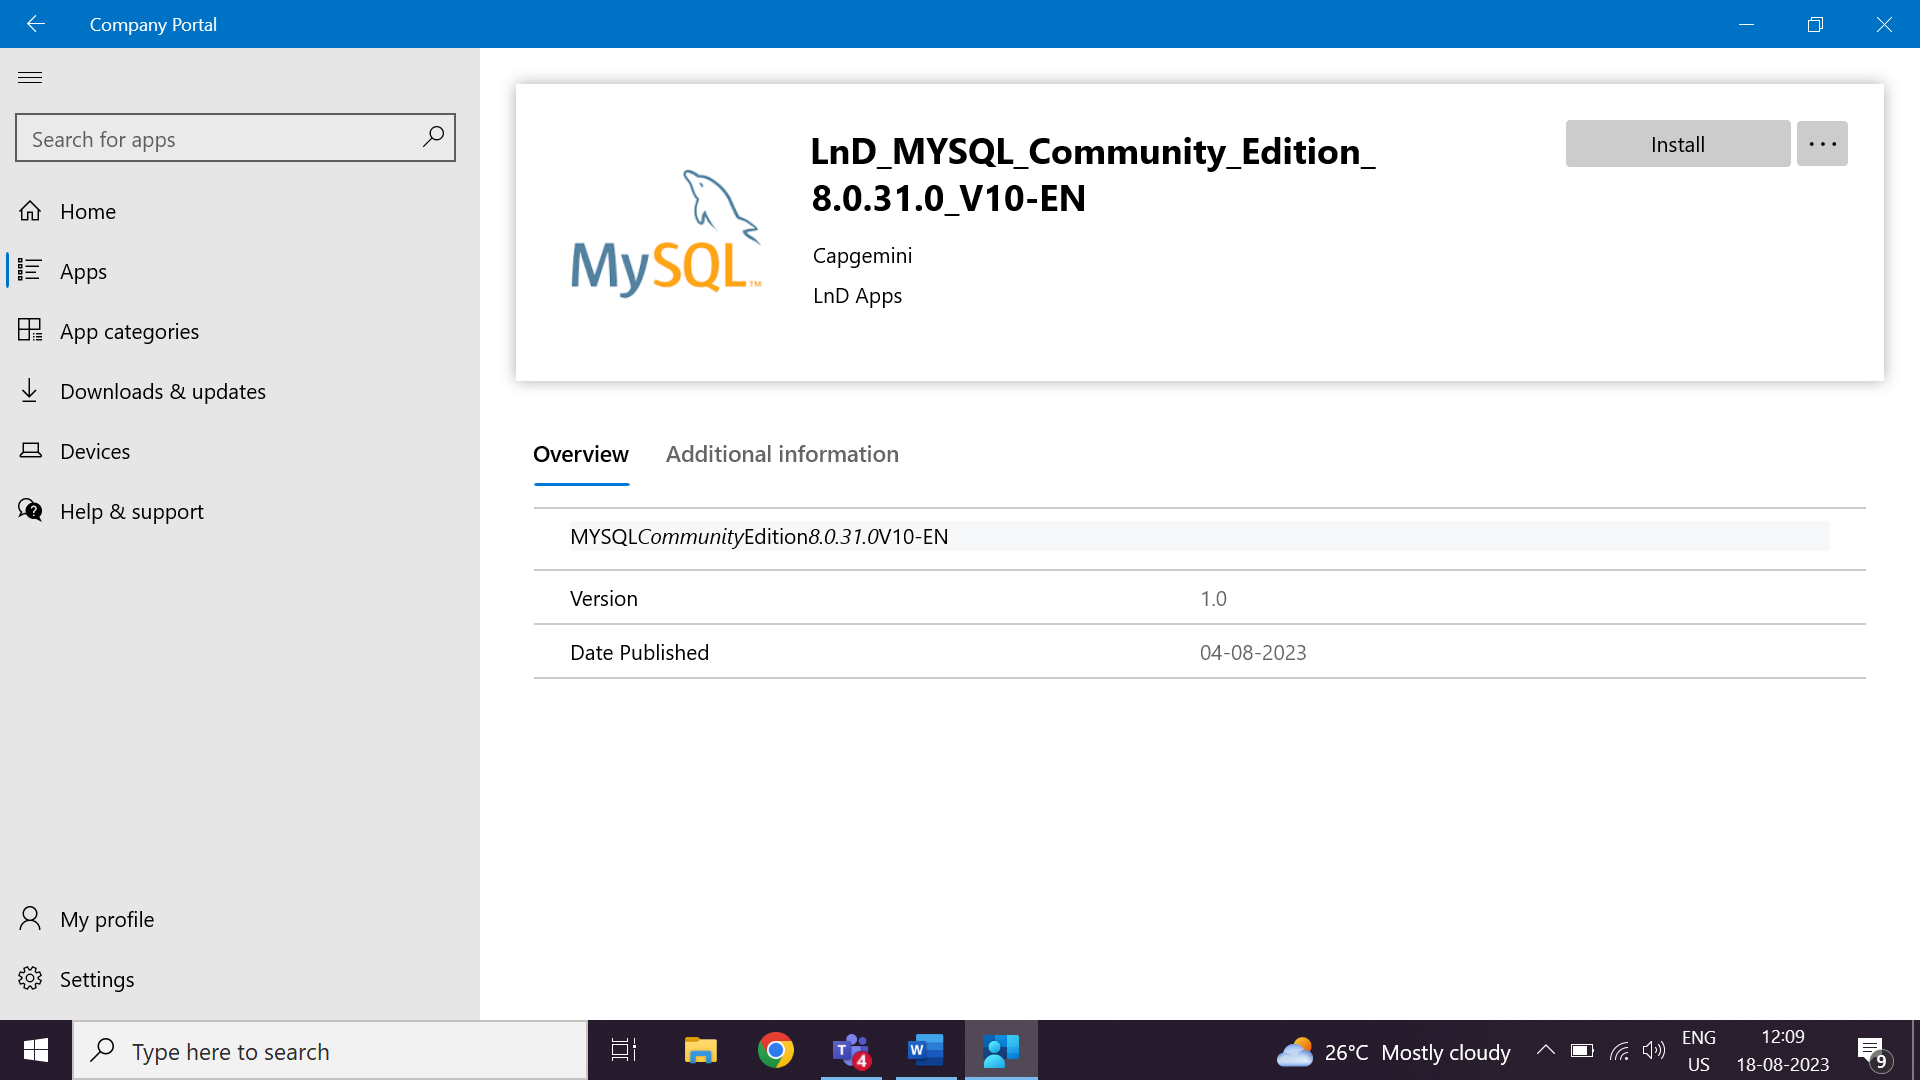 Company Portal
Search for apps
Home
Apps
App categories
Downloads & updates
Devices
Help & support
My profile
Settings
MySQL™
LnD_MYSQL_Community_Edition_
8.0.31.0_V10-EN
Capgemini
LnD Apps
Install
Overview Additional information
MYSQLCommunityEdition8.0.31.0V10-EN
Version 1.0
Date Published 04-08-2023
Type here to search
T 4
W
26°C Mostly cloudy
ENG
US
12:09
18-08-2023
9